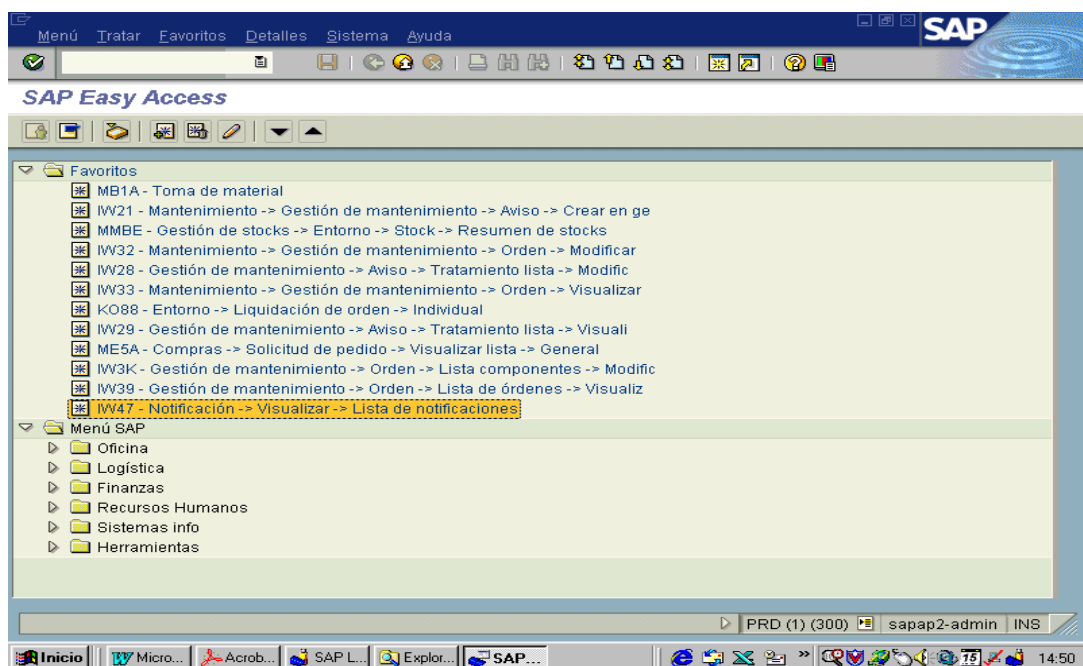 Menú Tratar Favoritos Detalles Sistema Ayuda
SAP
SAP Easy Access
Favoritos
MB1A - Toma de material
IW21 - Mantenimiento -> Gestión de mantenimiento -> Aviso -> Crear en ge
MMBE - Gestión de stocks -> Entorno -> Stock -> Resumen de stocks
IW32 - Mantenimiento -> Gestión de mantenimiento -> Orden -> Modificar
IW28 - Gestión de mantenimiento -> Aviso -> Tratamiento lista -> Modific
IW33 - Mantenimiento -> Gestión de mantenimiento -> Orden -> Visualizar
KO88 - Entorno -> Liquidación de orden -> Individual
IW29 - Gestión de mantenimiento -> Aviso -> Tratamiento lista -> Visuali
ME5A - Compras -> Solicitud de pedido -> Visualizar lista -> General
IW3K - Gestión de mantenimiento -> Orden -> Lista componentes -> Modific
IW39 - Gestión de mantenimiento -> Orden -> Lista de órdenes -> Visualiz
IW47 - Notificación -> Visualizar -> Lista de notificaciones
Menú SAP
Oficina
Logística
Finanzas
Recursos Humanos
Sistemas info
Herramientas
PRD (1) (300) sapap2-admin INS
Inicio Micro... Acrob... SAP L... Explor... SAP... » 15 14:50